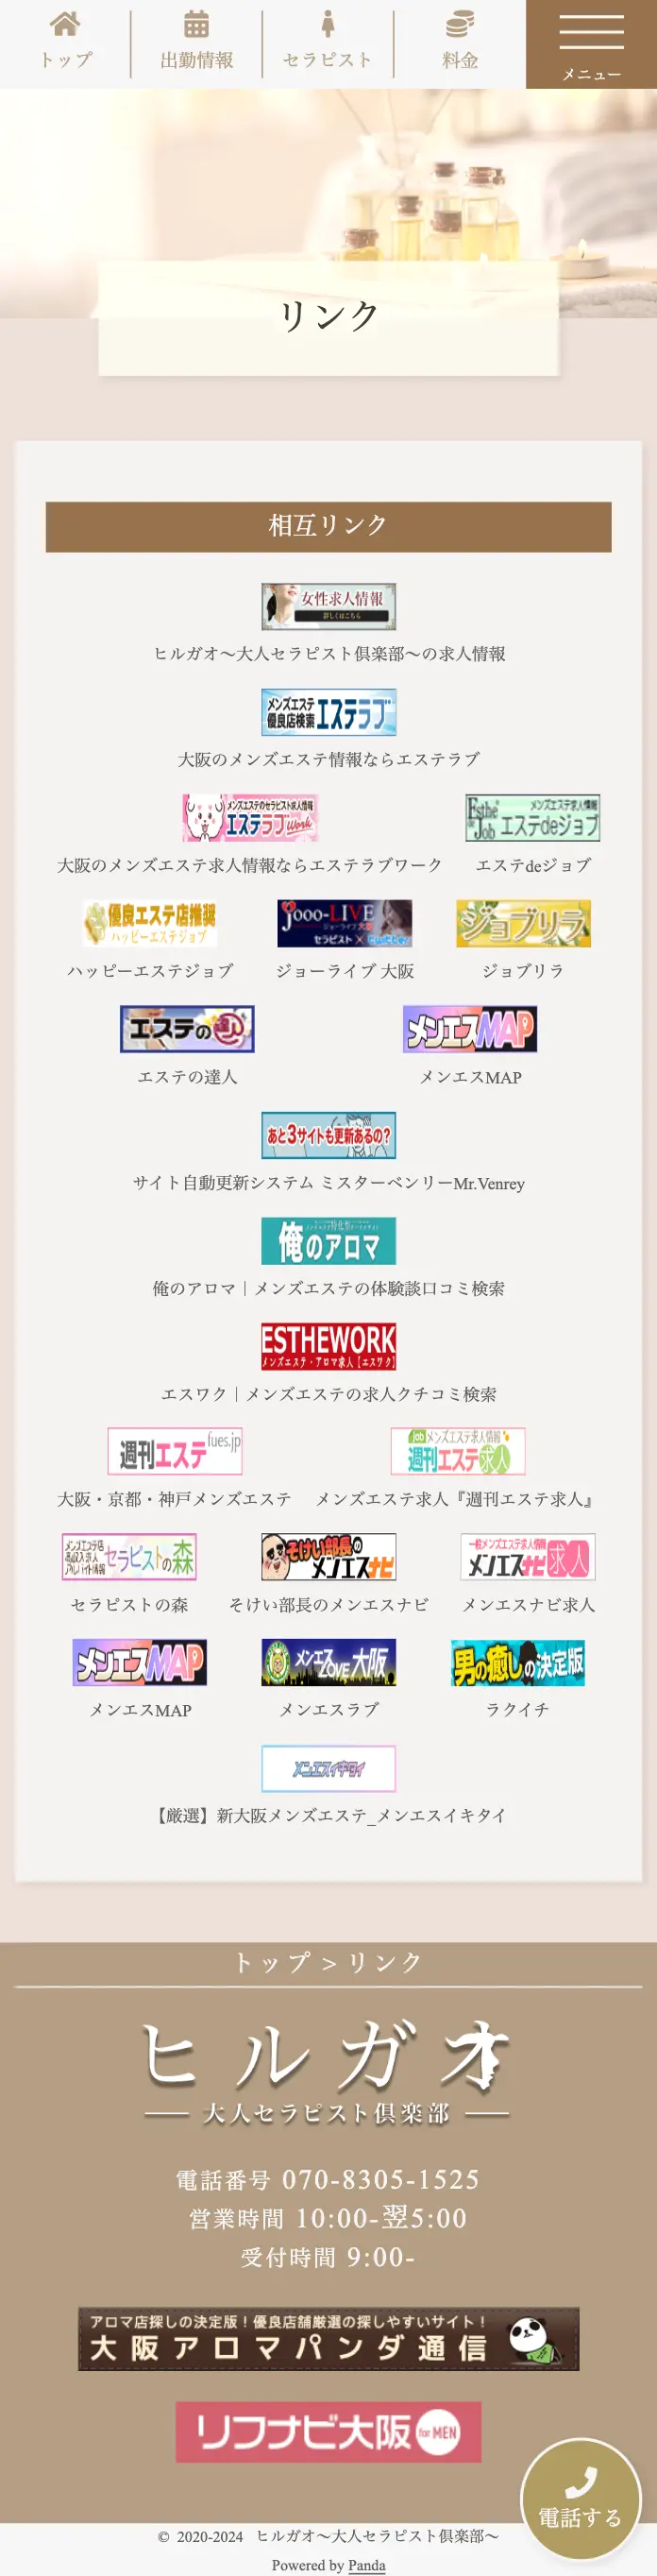 トップ
出勤情報
セラピスト
料金
メニュー
リンク
相互リンク
女性求人情報
詳しくはこちら
ヒルガオ～大人セラピスト倶楽部～の求人情報
メンズエステ
優良店検索 エステラブ
大阪のメンズエステ情報ならエステラブ
メンズエステのセラピスト求人情報
エステラブWork
大阪のメンズエステ求人情報ならエステラブワーク
メンズエステ求人情報
Esthe de Job エステdeジョブ
エステdeジョブ
優良エステ店推奨
ハッピーエステジョブ
ハッピーエステジョブ
Jooo-LIVE
セラピスト×twitter
ジョーライブ 大阪
ジョブリラ
ジョブリラ
エステの達人
エステの達人
メンエスMAP
メンエスMAP
あと3サイトも更新あるの?
サイト自動更新システム ミスターベンリーMr.Venrey
俺のアロマ
俺のアロマ｜メンズエステの体験談口コミ検索
ESTHEWORK
メンズエステ・アロマ求人【エスワク】
エスワク｜メンズエステの求人クチコミ検索
週刊エステ fues.jp
大阪・京都・神戸メンズエステ
job メンズエステ求人情報
週刊エステ求人
メンズエステ求人『週刊エステ求人』
メンズエステ店
高収入求人
アルバイト情報
セラピストの森
セラピストの森
そけい部長の
メンエスナビ
そけい部長のメンエスナビ
一般メンズエステ求人情報
メンエスナビ求人
メンエスナビ求人
メンエスMAP
メンエスMAP
メンエスLOVE 大阪
メンエスラブ
男の癒しの決定版
ラクイチ
メンエスイキタイ
【厳選】新大阪メンズエステ_メンエスイキタイ
トップ > リンク
ヒルガオ
大人セラピスト倶楽部
電話番号 070-8305-1525
営業時間 10:00-翌5:00
受付時間 9:00-
アロマ店探しの決定版！優良店舗厳選の探しやすいサイト！
大阪アロマパンダ通信
リフナビ大阪 for MEN
電話する
© 2020-2024 ヒルガオ～大人セラピスト倶楽部～
Powered by Panda